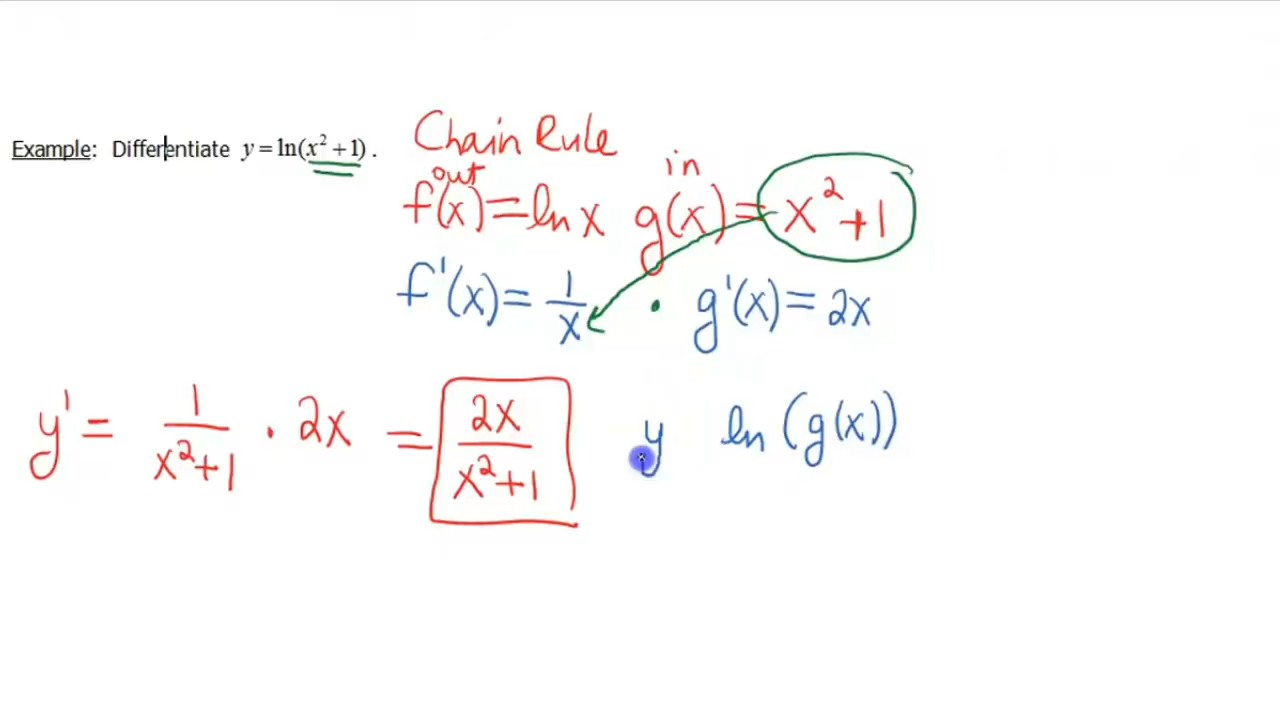 Example: Differentiate y = ln(x² + 1).
Chain Rule
out in
f(x) = ln x g(x) = x² + 1
f'(x) = 1/x · g'(x) = 2x
y' = 1/(x²+1) · 2x = 2x/(x²+1) y ln(g(x))